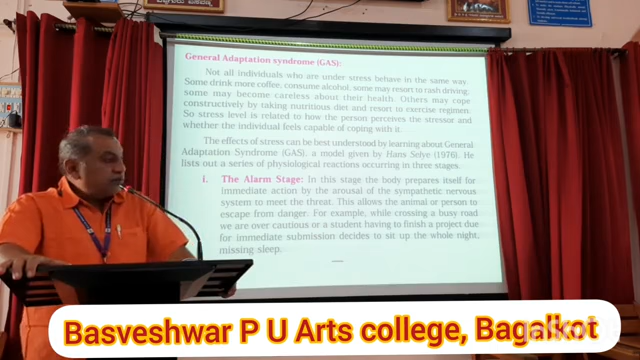 General Adaptation syndrome (GAS)
Not all individuals who are under stress behave in the same way.
Some drink more coffee, consume alcohol, some may resort to rash driving,
some may become careless about their health. Others may cope
constructively by taking nutritious diet and resort to exercise regimen.
So stress level is related to how the person perceives the stressor and
whether the individual feels capable of coping with it.
The effects of stress can be best understood by learning about General
Adaptation Syndrome (GAS), a model given by Hans Selye (1976). He
lists out a series of physiological reactions occurring in three stages.
i. The Alarm Stage: In this stage the body prepares itself for
immediate action by the arousal of the sympathetic nervous
system to meet the threat. This allows the animal or person to
escape from danger. For example, while crossing a busy road
we are over cautious or a student having to finish a project due
for immediate submission decides to sit up the whole night,
missing sleep.
Basveshwar P U Arts college, Bagalkot